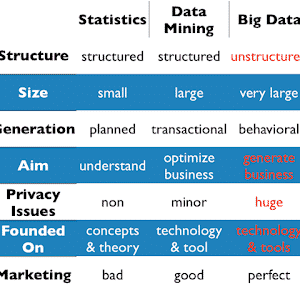 Statistics Data Mining Big Data
Structure structured structured unstructure
Size small large very large
Generation planned transactional behavioral
Aim understand optimize business generate business
Privacy Issues non minor huge
Founded On concepts & theory technology & tool technology & tools
Marketing bad good perfect